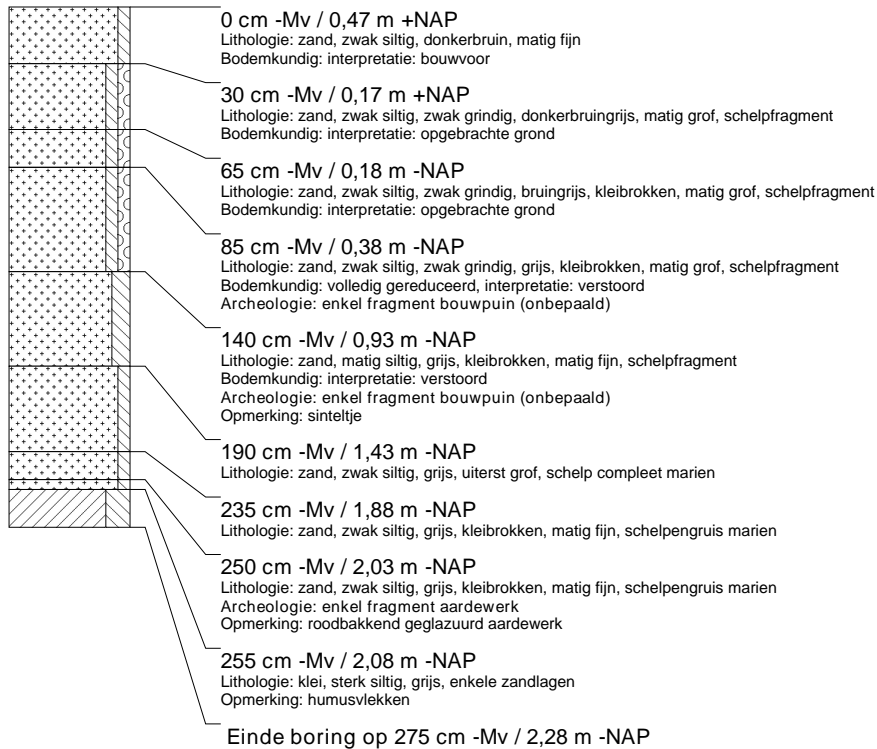 0 cm -Mv / 0,47 m +NAP
Lithologie: zand, zwak siltig, donkerbruin, matig fijn
Bodemkundig: interpretatie: bouwvoor
30 cm -Mv / 0,17 m +NAP
Lithologie: zand, zwak siltig, zwak grindig, donkerbruingrijs, matig grof, schelpfragment
Bodemkundig: interpretatie: opgebrachte grond
65 cm -Mv / 0,18 m -NAP
Lithologie: zand, zwak siltig, zwak grindig, bruingrijs, kleibrokken, matig grof, schelpfragment
Bodemkundig: interpretatie: opgebrachte grond
85 cm -Mv / 0,38 m -NAP
Lithologie: zand, zwak siltig, zwak grindig, grijs, kleibrokken, matig grof, schelpfragment
Bodemkundig: volledig gereduceerd, interpretatie: verstoord
Archeologie: enkel fragment bouwpuin (onbepaald)
140 cm -Mv / 0,93 m -NAP
Lithologie: zand, matig siltig, grijs, kleibrokken, matig fijn, schelpfragment
Bodemkundig: interpretatie: verstoord
Archeologie: enkel fragment bouwpuin (onbepaald)
Opmerking: sinteltje
190 cm -Mv / 1,43 m -NAP
Lithologie: zand, zwak siltig, grijs, uiterst grof, schelp compleet marien
235 cm -Mv / 1,88 m -NAP
Lithologie: zand, zwak siltig, grijs, kleibrokken, matig fijn, schelpengruis marien
250 cm -Mv / 2,03 m -NAP
Lithologie: zand, zwak siltig, grijs, kleibrokken, matig fijn, schelpengruis marien
Archeologie: enkel fragment aardewerk
Opmerking: roodbakkend geglazuurd aardewerk
255 cm -Mv / 2,08 m -NAP
Lithologie: klei, sterk siltig, grijs, enkele zandlagen
Opmerking: humusvlekken
Einde boring op 275 cm -Mv / 2,28 m -NAP